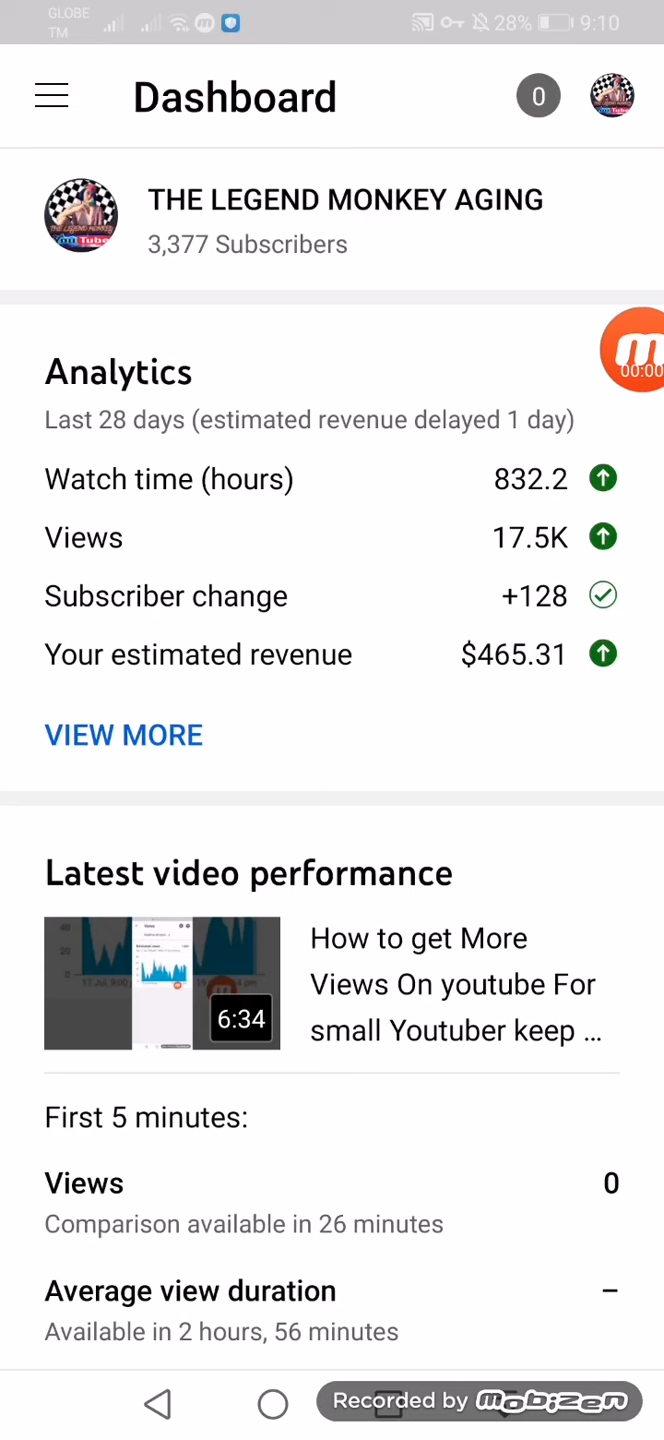 GLOBE
TM
28% 9:10
Dashboard
0
THE LEGEND MONKEY AGING
3,377 Subscribers
Analytics
00:00
Last 28 days (estimated revenue delayed 1 day)
Watch time (hours) 832.2
Views 17.5K
Subscriber change +128
Your estimated revenue $465.31
VIEW MORE
Latest video performance
How to get More
Views On youtube For
small Youtuber keep ...
6:34
First 5 minutes:
Views 0
Comparison available in 26 minutes
Average view duration –
Available in 2 hours, 56 minutes
Recorded by mobizen